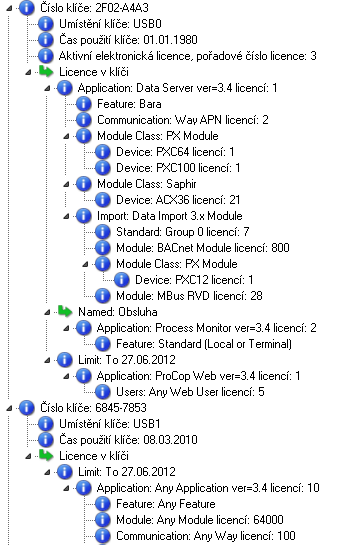 Číslo klíče: 2F02-A4A3
Umístění klíče: USB0
Čas použití klíče: 01.01.1980
Aktivní elektronická licence, pořadové číslo licence: 3
Licence v klíči
Application: Data Server ver=3.4 licencí: 1
Feature: Bara
Communication: Way APN licencí: 2
Module Class: PX Module
Device: PXC64 licencí: 1
Device: PXC100 licencí: 1
Module Class: Saphir
Device: ACX36 licencí: 21
Import: Data Import 3.x Module
Standard: Group 0 licencí: 7
Module: BACnet Module licencí: 800
Module Class: PX Module
Device: PXC12 licencí: 1
Module: MBus RVD licencí: 28
Named: Obsluha
Application: Process Monitor ver=3.4 licencí: 2
Feature: Standard (Local or Terminal)
Limit: To 27.06.2012
Application: ProCop Web ver=3.4 licencí: 1
Users: Any Web User licencí: 5
Číslo klíče: 6845-7853
Umístění klíče: USB1
Čas použití klíče: 08.03.2010
Licence v klíči
Limit: To 27.06.2012
Application: Any Application ver=3.4 licencí: 10
Feature: Any Feature
Module: Any Module licencí: 64000
Communication: Any Way licencí: 100